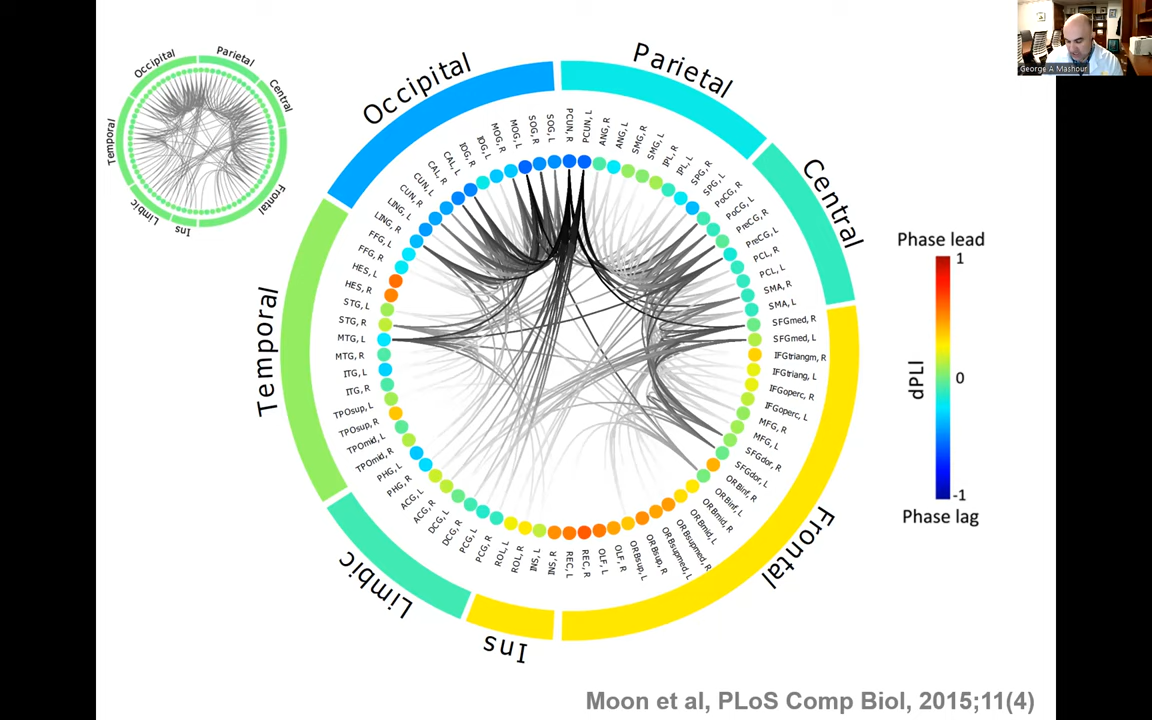 Occipital
Parietal
Central
Temporal
Frontal
Limbic
Ins
George A Mashour
Occipital
Parietal
Central
Frontal
Ins
Limbic
Temporal
PCUN, R
PCUN, L
ANG, R
ANG, L
SMG, R
SMG, L
IPL, R
IPL, L
SPG, R
SPG, L
PoCG, R
PoCG, L
PreCG, R
PreCG, L
PCL, R
PCL, L
SMA, R
SMA, L
SFGmed, R
SFGmed, L
IFGtriangm, R
IFGtriang, L
IFGoperc, R
IFGoperc, L
MFG, R
MFG, L
SFGdor, R
SFGdor, L
ORBinf, R
ORBinf, L
ORBmid, R
ORBmid, L
ORBsupmed, R
ORBsupmed, L
ORBsup, R
ORBsup, L
OLF, R
OLF, L
REC, R
REC, L
INS, R
INS, L
ROL, R
ROL, L
PCG, R
PCG, L
DCG, R
DCG, L
ACG, R
ACG, L
PHG, R
PHG, L
TPOmid, R
TPOmid, L
TPOsup, R
TPOsup, L
ITG, R
ITG, L
MTG, R
MTG, L
STG, R
STG, L
HES, R
HES, L
FFG, R
FFG, L
LING, R
LING, L
CUN, R
CUN, L
CAL, R
CAL, L
IOG, R
IOG, L
MOG, R
MOG, L
SOG, R
SOG, L
Phase lead
1
dPLI
0
-1
Phase lag
Moon et al, PLoS Comp Biol, 2015;11(4)